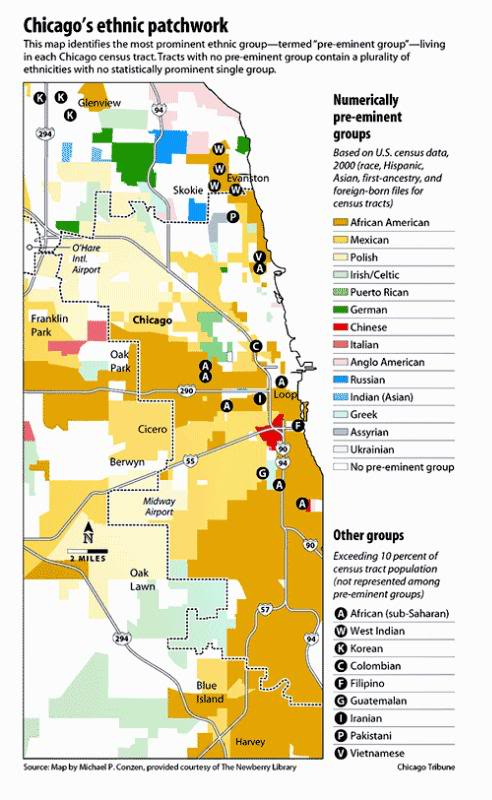 Chicago's ethnic patchwork
This map identifies the most prominent ethnic group—termed "pre-eminent group"—living
in each Chicago census tract. Tracts with no pre-eminent group contain a plurality of
ethnicities with no statistically prominent single group.
K
K
K
Glenview
94
294
W
W
Evanston
W
W
Skokie
P
O'Hare
Intl.
Airport
V
A
Franklin
Park
Chicago
C
Oak
Park
A
A
A
290
Loop
I
A
Cicero
F
90
94
Berwyn
55
G
A
Midway
Airport
A
N
2 MILES
90
Oak
Lawn
57
294
94
Blue
Island
Harvey
Numerically
pre-eminent
groups
Based on U.S. census data,
2000 (race, Hispanic,
Asian, first-ancestry, and
foreign-born files for
census tracts)
African American
Mexican
Polish
Irish/Celtic
Puerto Rican
German
Chinese
Italian
Anglo American
Russian
Indian (Asian)
Greek
Assyrian
Ukrainian
No pre-eminent group
Other groups
Exceeding 10 percent of
census tract population
(not represented among
pre-eminent groups)
A African (sub-Saharan)
W West Indian
K Korean
C Colombian
F Filipino
G Guatemalan
I Iranian
P Pakistani
V Vietnamese
Source: Map by Michael P. Conzen, provided courtesy of The Newberry Library
Chicago Tribune